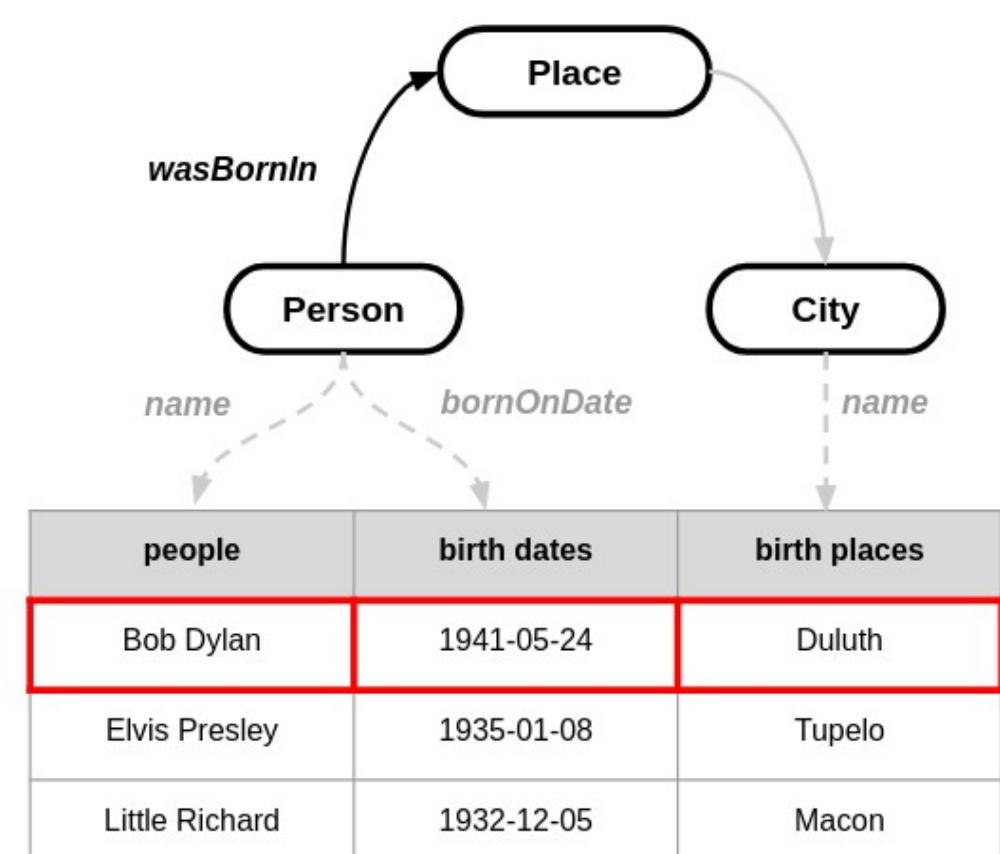 Place
wasBornIn
Person
City
name
bornOnDate
name
people birth dates birth places
Bob Dylan 1941-05-24 Duluth
Elvis Presley 1935-01-08 Tupelo
Little Richard 1932-12-05 Macon